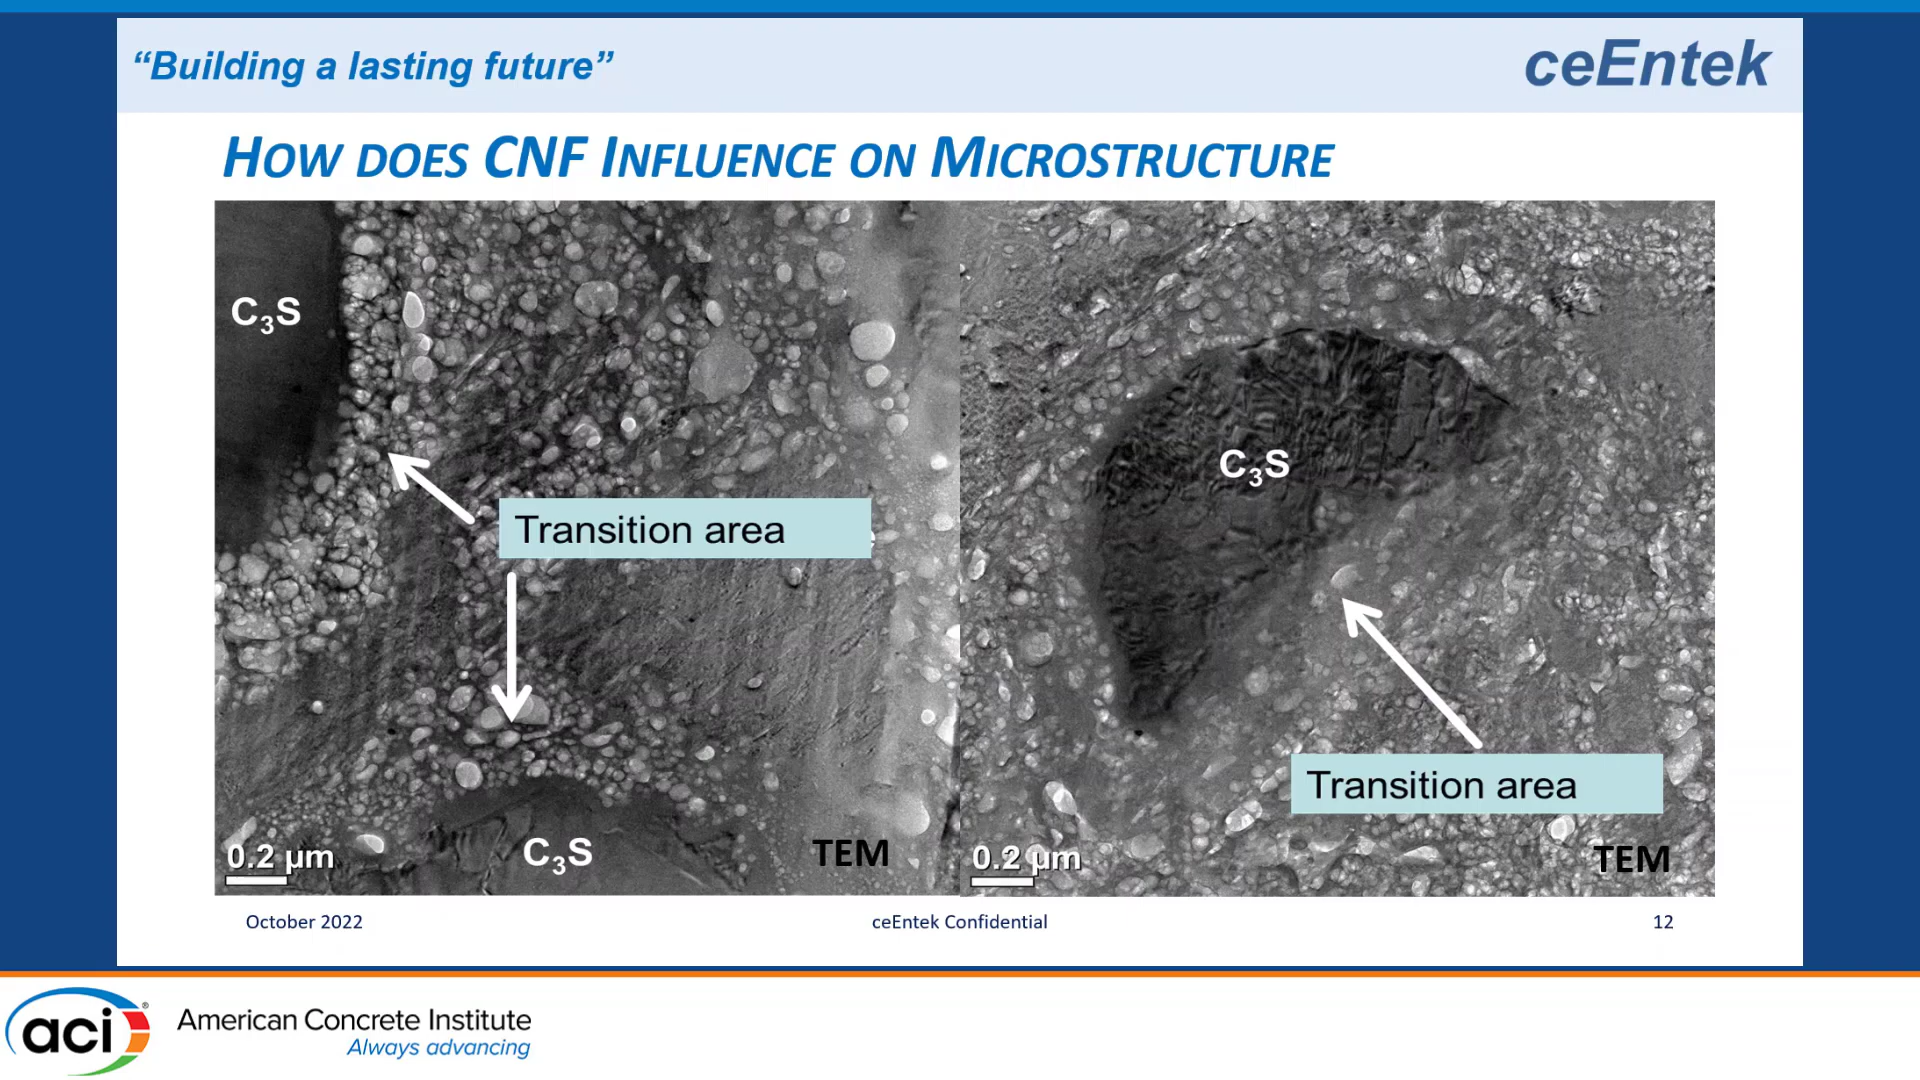 “Building a lasting future”
ceEntek
HOW DOES CNF INFLUENCE ON MICROSTRUCTURE
C₃S
C₃S
Transition area
Transition area
C₃S
TEM
TEM
0.2 µm
0.2 µm
October 2022
ceEntek Confidential
12
aci®
American Concrete Institute
Always advancing